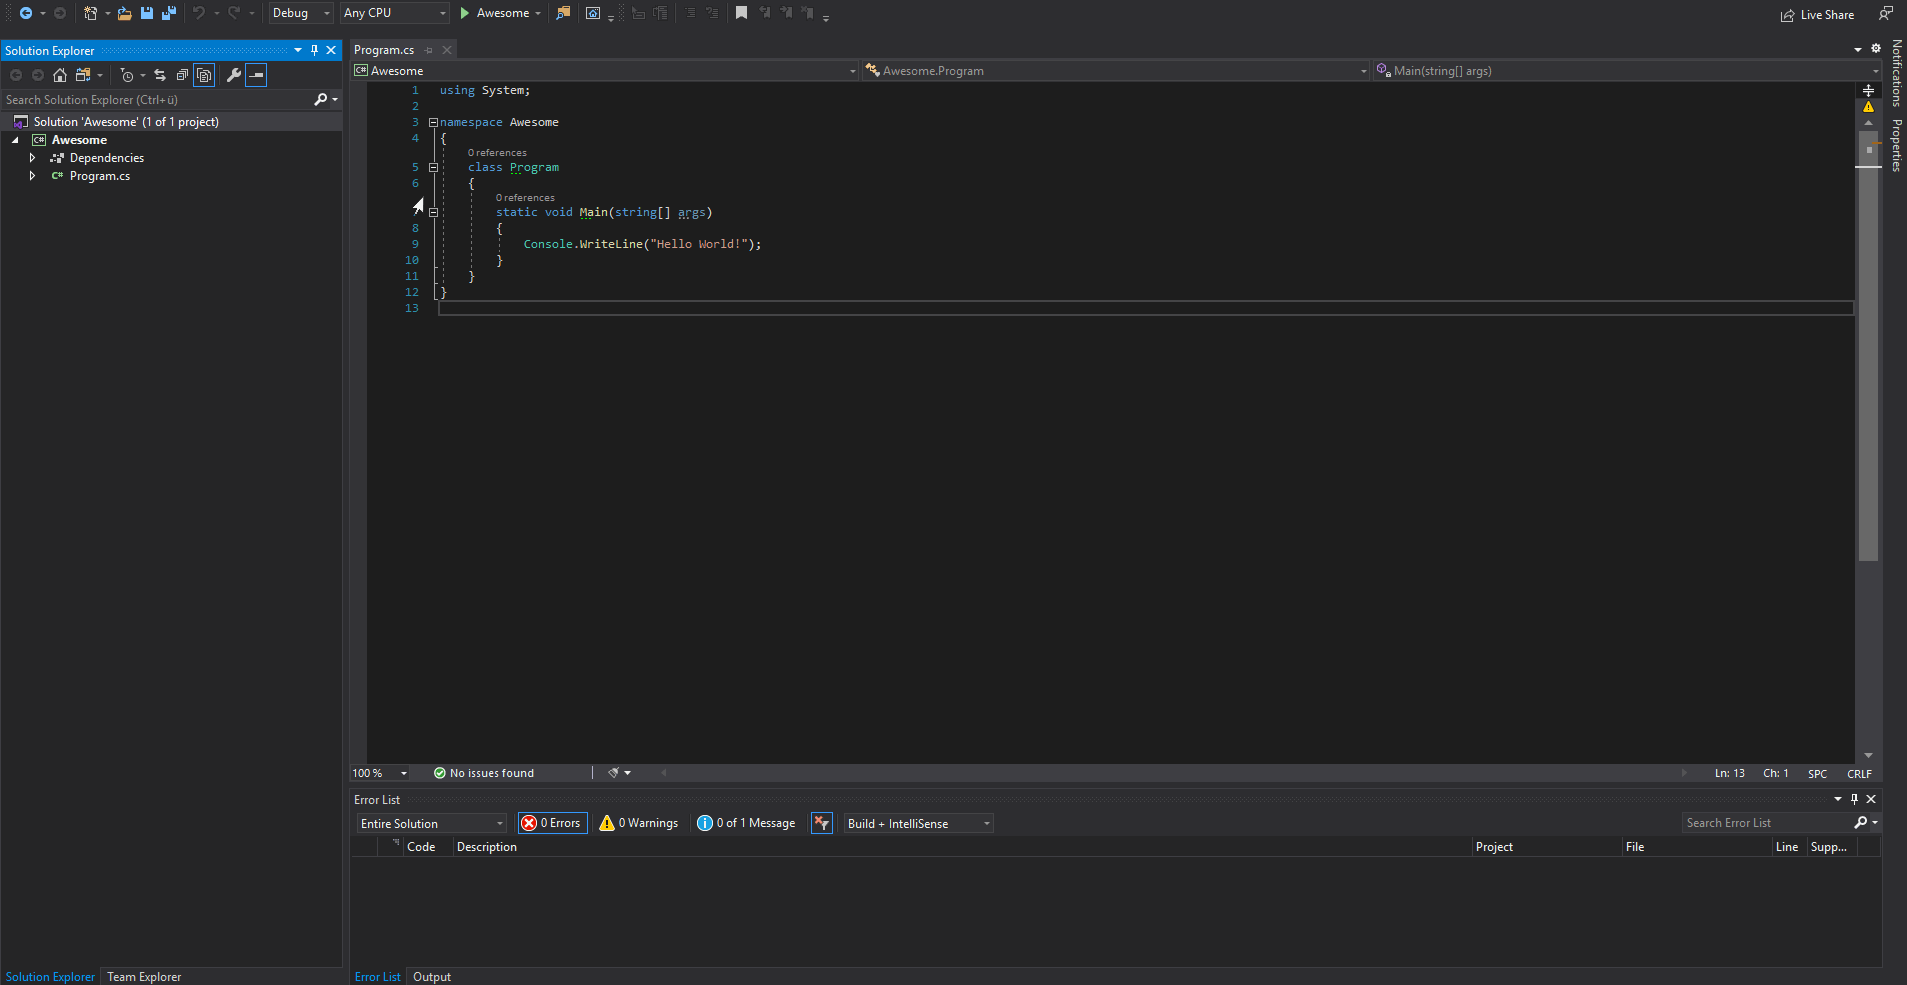 Debug Any CPU Awesome Live Share
Solution Explorer
Search Solution Explorer (Ctrl+ü)
Solution 'Awesome' (1 of 1 project)
C# Awesome
Dependencies
C# Program.cs
Solution Explorer Team Explorer
Program.cs
C# Awesome Awesome.Program Main(string[] args)
1 using System;
2
3 namespace Awesome
4 {
0 references
5 class Program
6 {
0 references
static void Main(string[] args)
8 {
9 Console.WriteLine("Hello World!");
10 }
11 }
12 }
13
100 % No issues found Ln: 13 Ch: 1 SPC CRLF
Error List
Entire Solution 0 Errors 0 Warnings 0 of 1 Message Build + IntelliSense Search Error List
Code Description Project File Line Supp...
Error List Output
Notifications
Properties